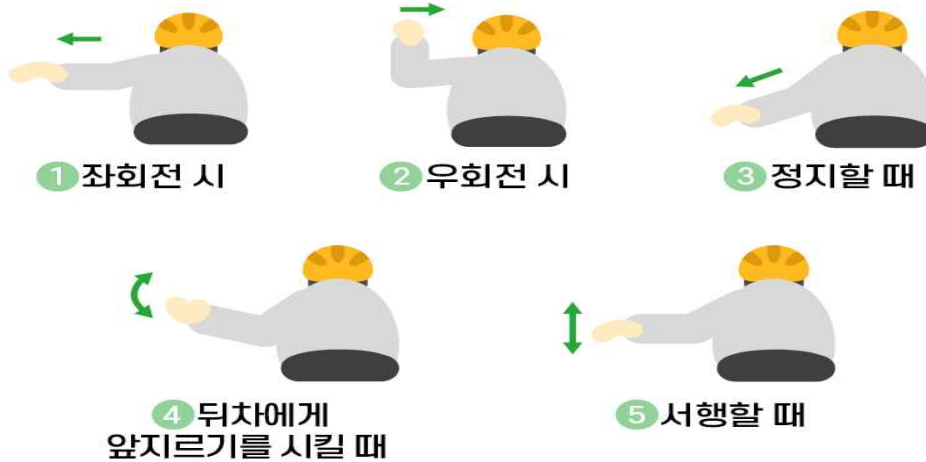 1 좌회전 시
2 우회전 시
3 정지할 때
4 뒤차에게
앞지르기를 시킬 때
5 서행할 때